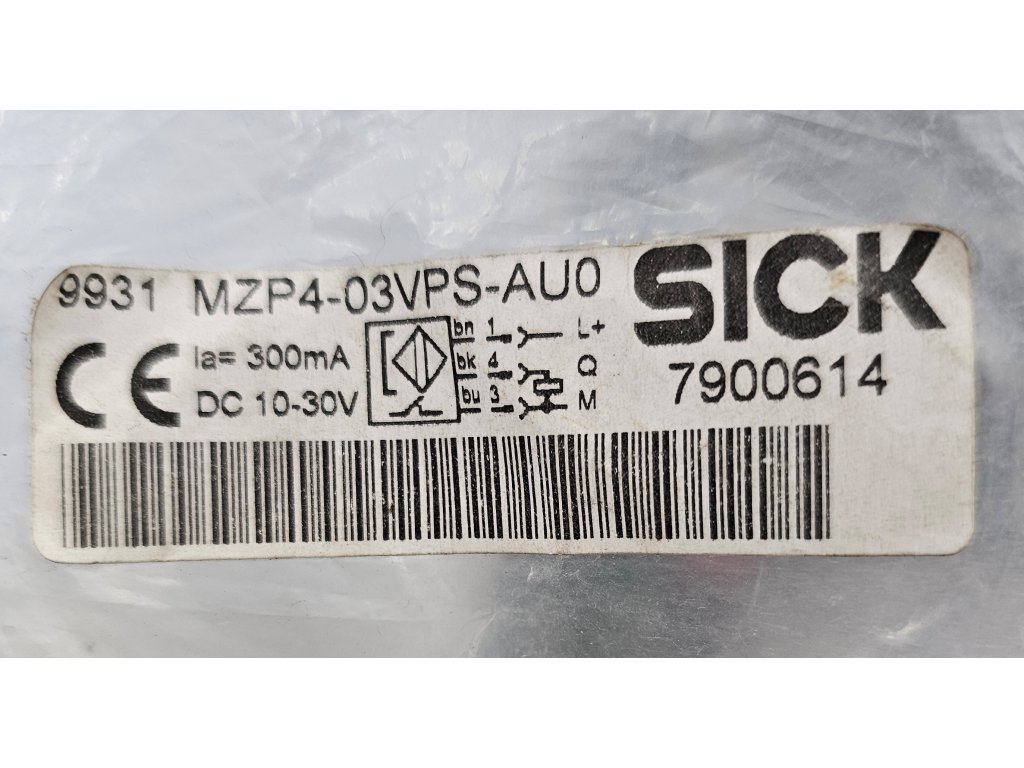 9931 MZP4-03VPS-AU0 SICK
CE Ia= 300mA bn 1 L+
bk 4 Q 7900614
DC 10-30V bu 3 M